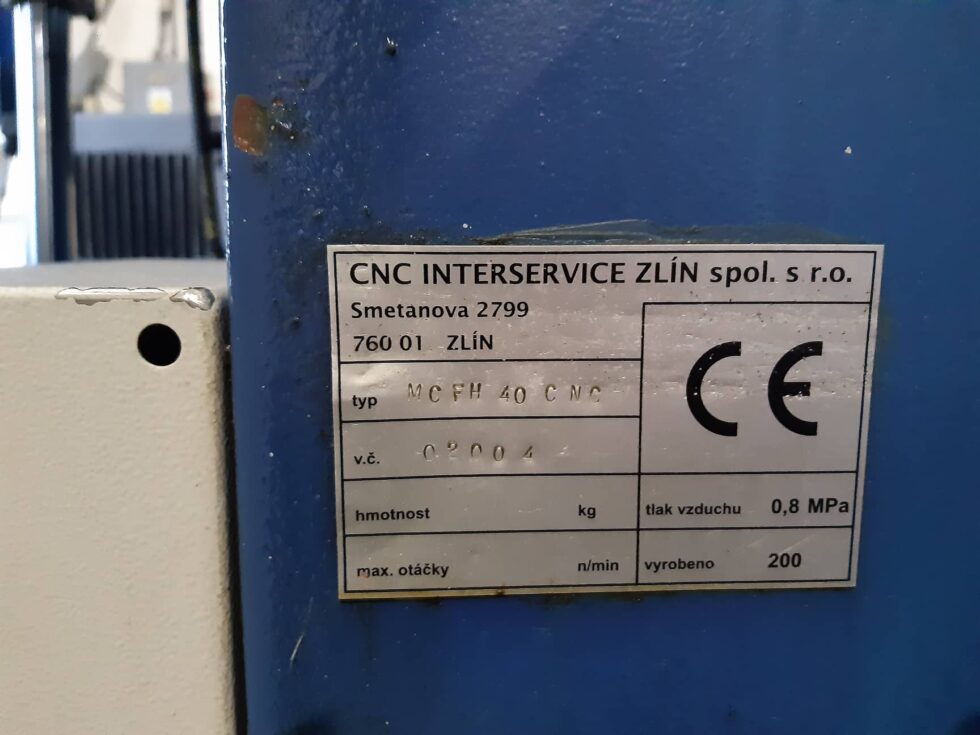 CNC INTERSERVICE ZLÍN spol. s r.o.
Smetanova 2799
760 01 ZLÍN
CE
typ MCFH 40 CNC
v.č. 02004
hmotnost kg
tlak vzduchu 0,8 MPa
max. otáčky n/min
vyrobeno 200